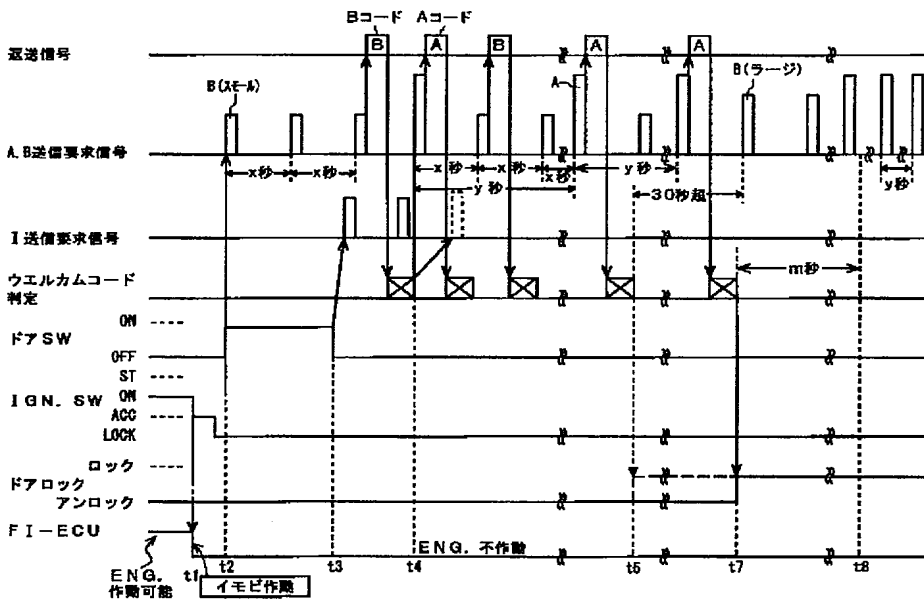 Bコード Aコード
返送信号
B A B A A
B(スモール)
A
B(ラージ)
A,B送信要求信号
x秒 x秒 x秒 x秒 x秒 y秒 y秒
y秒
30秒超
I送信要求信号
ウエルカムコード
判定
m秒
ON
ドアSW
OFF
ST
IGN. SW ON
ACC
LOCK
ロック
ドアロック
アンロック
FI-ECU
ENG. 不作動
ENG.
作動可能
t1 t2 t3 t4 t5 t7 t8
イモビ作動